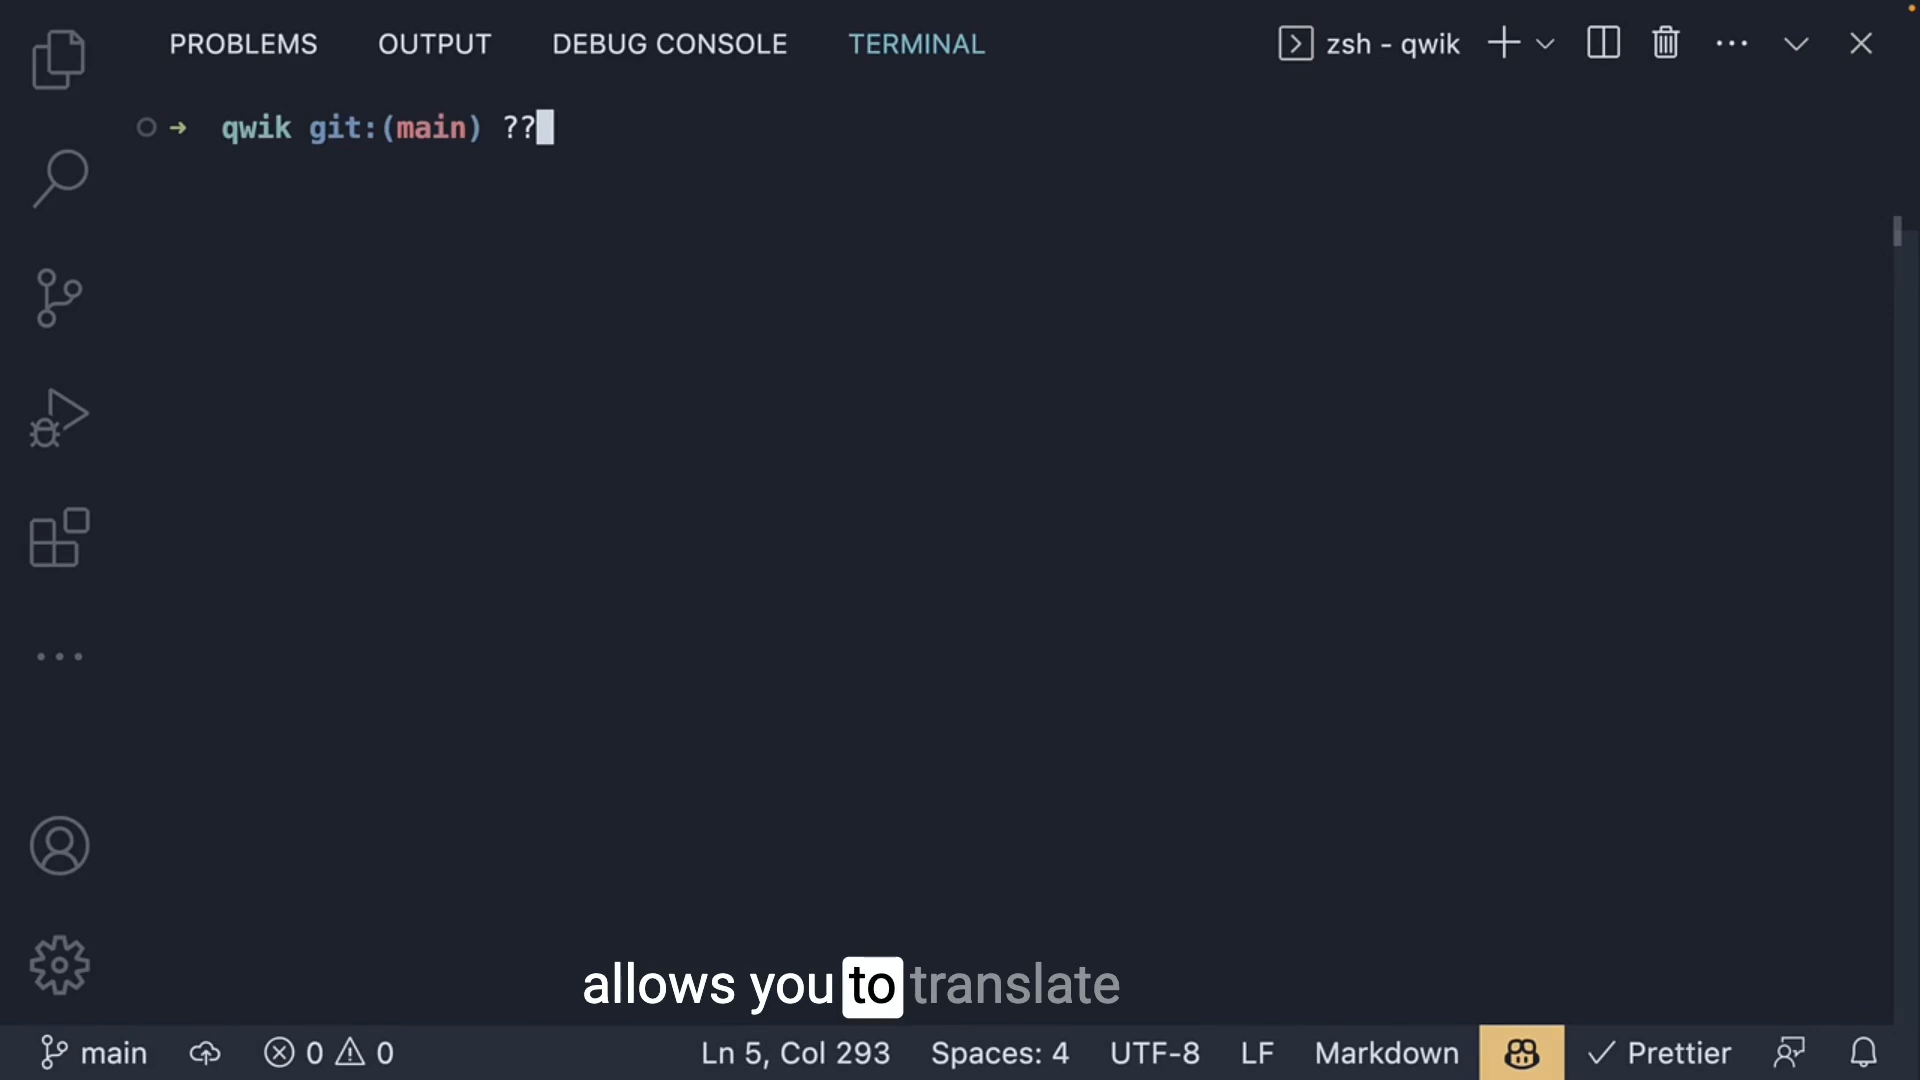 PROBLEMS OUTPUT DEBUG CONSOLE TERMINAL zsh - qwik
qwik git:(main) ??
allows you to translate
main 0 0 Ln 5, Col 293 Spaces: 4 UTF-8 LF Markdown Prettier